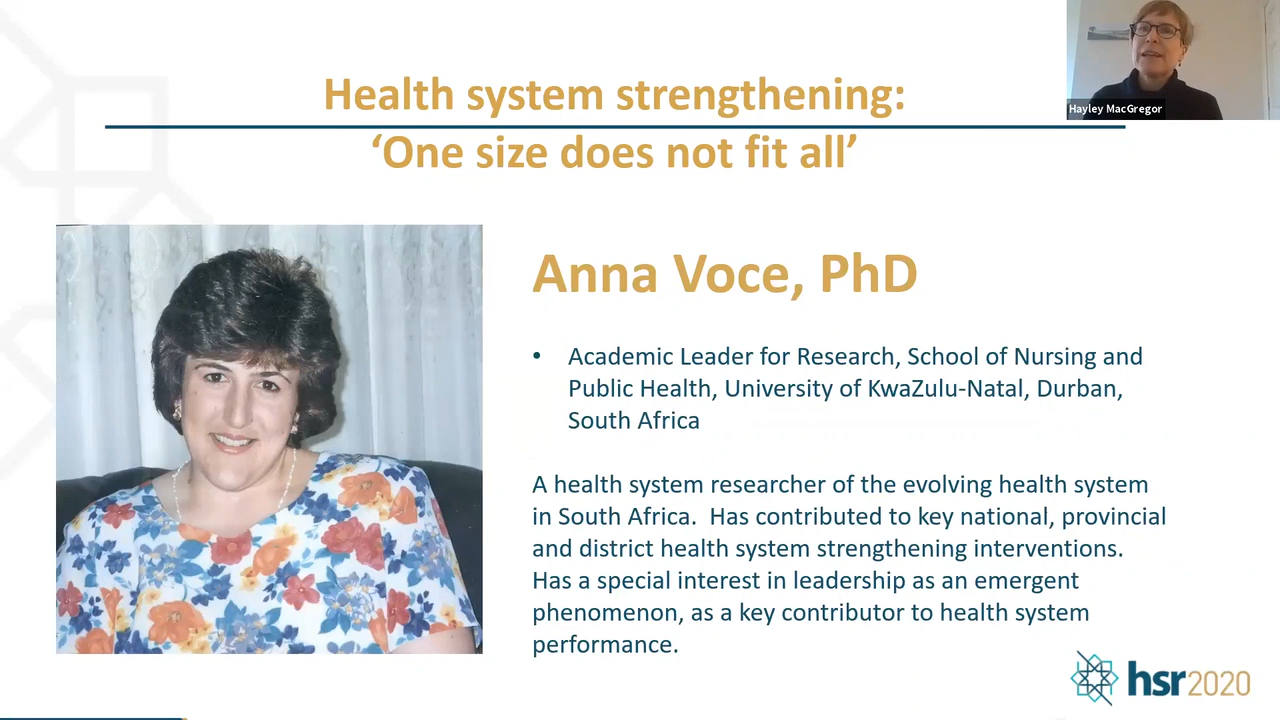 Health system strengthening:
‘One size does not fit all’
Hayley MacGregor
Anna Voce, PhD
• Academic Leader for Research, School of Nursing and
Public Health, University of KwaZulu-Natal, Durban,
South Africa
A health system researcher of the evolving health system
in South Africa.  Has contributed to key national, provincial
and district health system strengthening interventions.
Has a special interest in leadership as an emergent
phenomenon, as a key contributor to health system
performance.
hsr2020